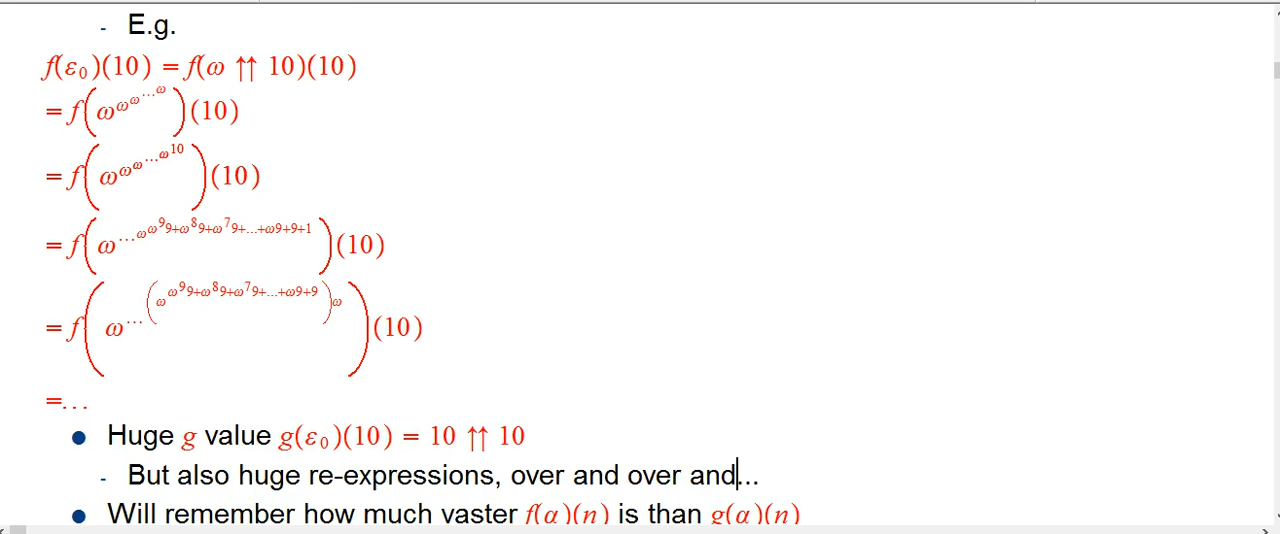 - E.g.
f(ε₀)(10) = f(ω ↑↑ 10)(10)
= f(ω^ω^ω^…^ω)(10)
= f(ω^ω^ω^…^ω^10)(10)
= f(ω^…^ω^(ω^9 9+ω^8 9+ω^7 9+...+ω9+9+1))(10)
= f(ω^…^(ω^(ω^9 9+ω^8 9+ω^7 9+...+ω9+9))ω)(10)
=...
● Huge g value g(ε₀)(10) = 10 ↑↑ 10
- But also huge re-expressions, over and over and...
● Will remember how much vaster f(α)(n) is than g(α)(n)